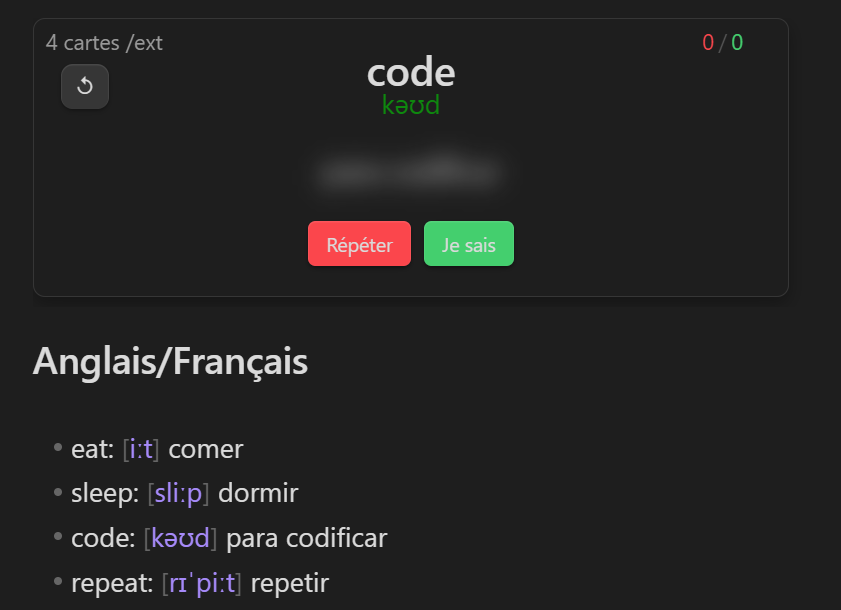 4 cartes /ext
0 / 0
code
kəʊd
Répéter
Je sais
Anglais/Français
eat: [iːt] comer
sleep: [sliːp] dormir
code: [kəʊd] para codificar
repeat: [rɪˈpiːt] repetir